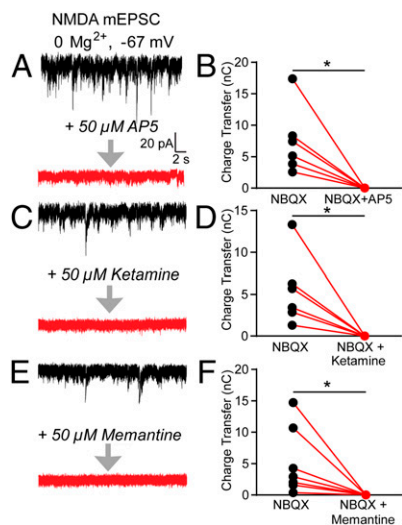 NMDA mEPSC
0 Mg2+, -67 mV
A
+ 50 µM AP5
20 pA
2 s
B
*
Charge Transfer (nC)
20
15
10
5
0
NBQX
NBQX+AP5
C
+ 50 µM Ketamine
D
*
Charge Transfer (nC)
15
10
5
0
NBQX
NBQX +
Ketamine
E
+ 50 µM Memantine
F
*
Charge Transfer (nC)
20
15
10
5
0
NBQX
NBQX +
Memantine